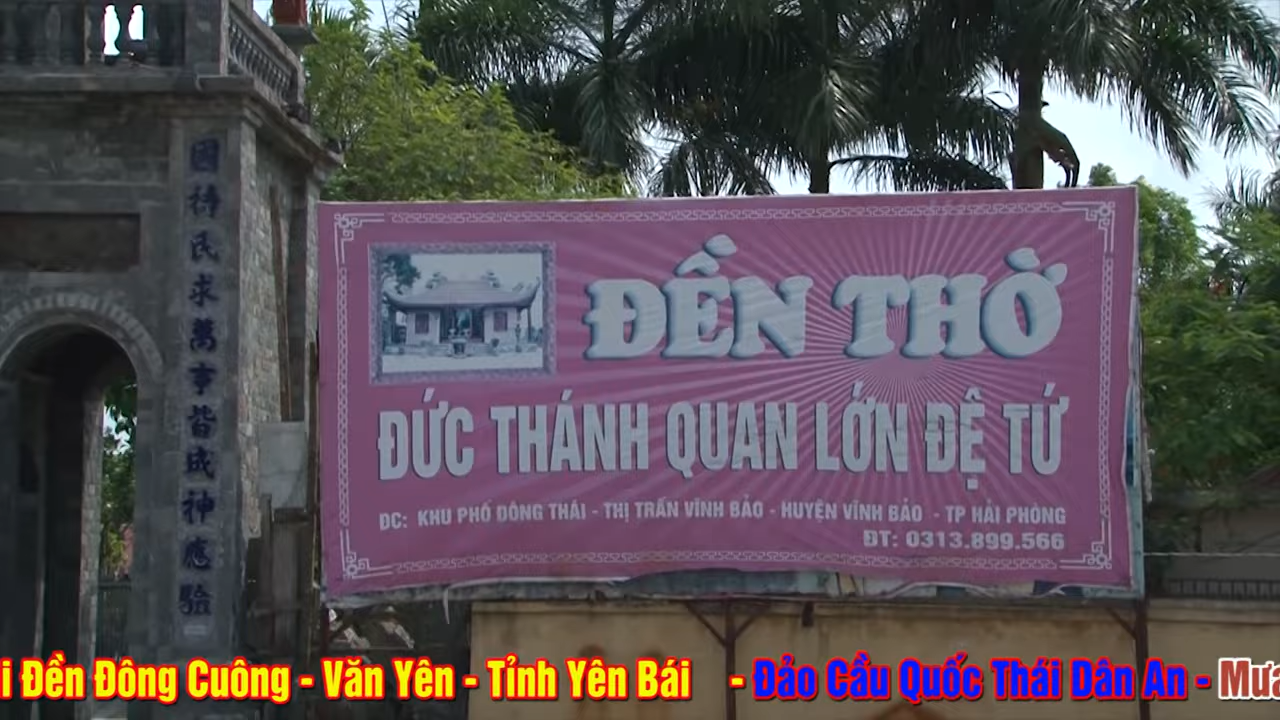 國禱民求萬事皆成神應驗
ĐỀN THỜ
ĐỨC THÁNH QUAN LỚN ĐỆ TỨ
ĐC: KHU PHỐ ĐÔNG THÁI - THỊ TRẤN VĨNH BẢO - HUYỆN VĨNH BẢO - TP HẢI PHÒNG
ĐT: 0313.899.566
i Đền Đông Cuông - Văn Yên - Tỉnh Yên Bái - Đảo Cầu Quốc Thái Dân An - Mưa